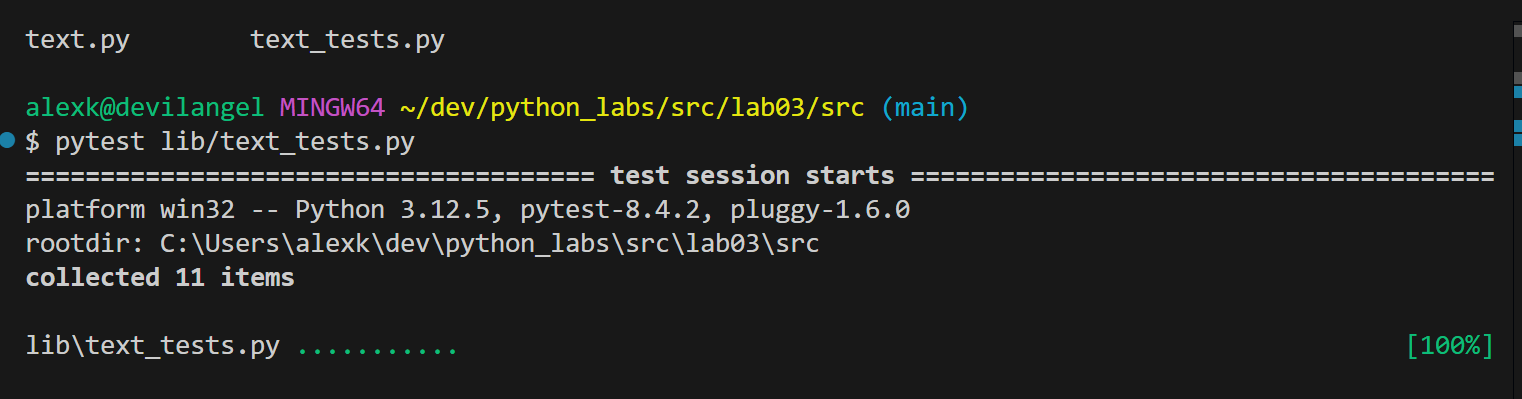 text.py        text_tests.py
alexk@devilangel MINGW64 ~/dev/python_labs/src/lab03/src (main)
$ pytest lib/text_tests.py
====================================== test session starts =======================================
platform win32 -- Python 3.12.5, pytest-8.4.2, pluggy-1.6.0
rootdir: C:\Users\alexk\dev\python_labs\src\lab03\src
collected 11 items
lib\text_tests.py ...........                                                              [100%]